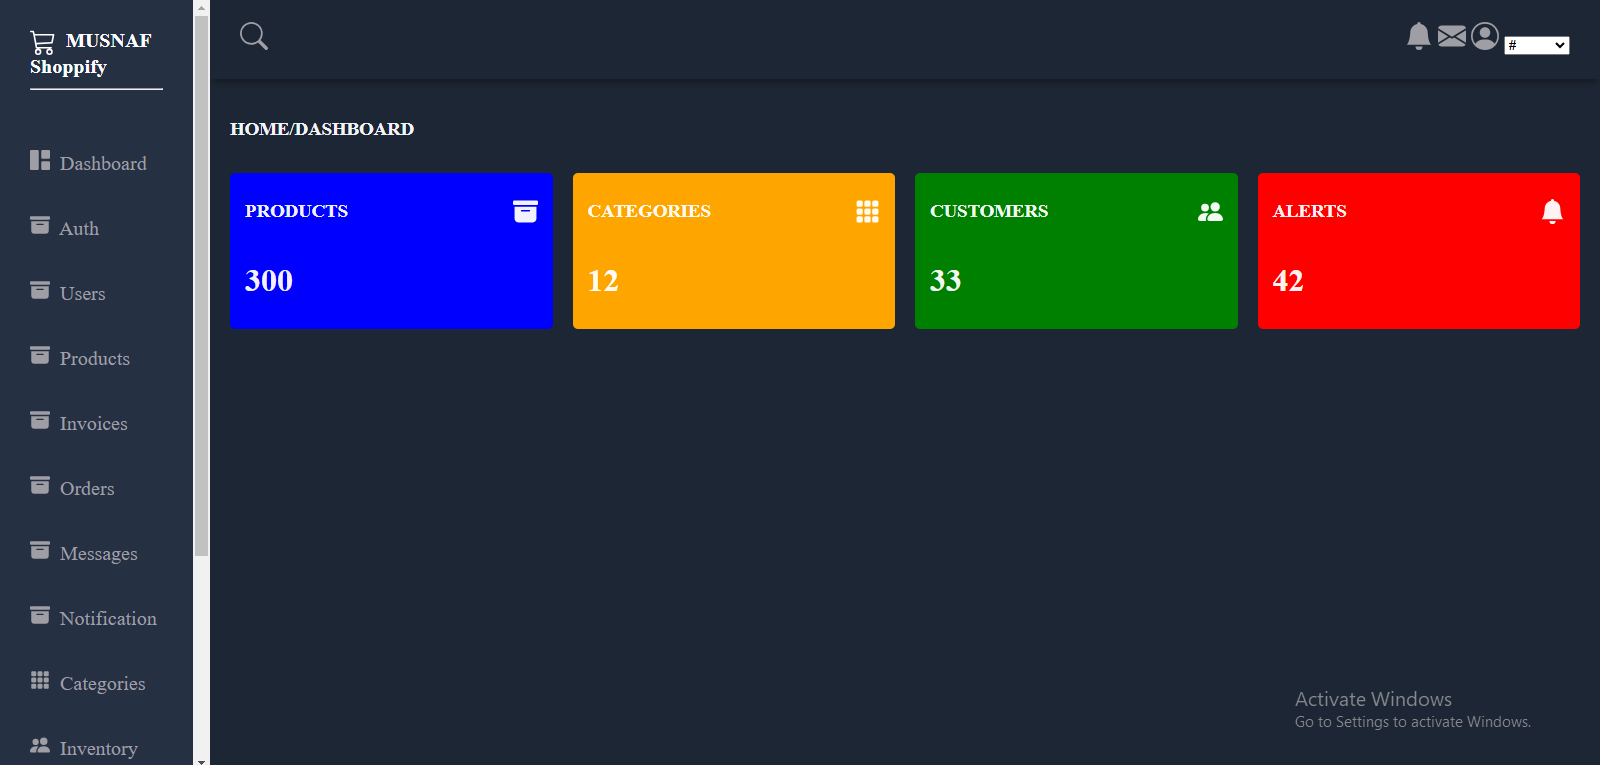 MUSNAF
Shoppify
Dashboard
Auth
Users
Products
Invoices
Orders
Messages
Notification
Categories
Inventory
#
HOME/DASHBOARD
PRODUCTS
300
CATEGORIES
12
CUSTOMERS
33
ALERTS
42
Activate Windows
Go to Settings to activate Windows.